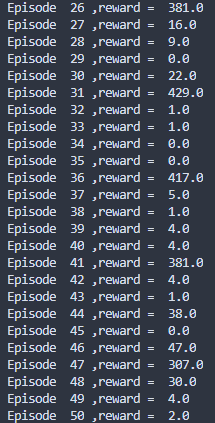 Episode  26 ,reward =  381.0
Episode  27 ,reward =  16.0
Episode  28 ,reward =  9.0
Episode  29 ,reward =  0.0
Episode  30 ,reward =  22.0
Episode  31 ,reward =  429.0
Episode  32 ,reward =  1.0
Episode  33 ,reward =  1.0
Episode  34 ,reward =  0.0
Episode  35 ,reward =  0.0
Episode  36 ,reward =  417.0
Episode  37 ,reward =  5.0
Episode  38 ,reward =  1.0
Episode  39 ,reward =  4.0
Episode  40 ,reward =  4.0
Episode  41 ,reward =  381.0
Episode  42 ,reward =  4.0
Episode  43 ,reward =  1.0
Episode  44 ,reward =  38.0
Episode  45 ,reward =  0.0
Episode  46 ,reward =  47.0
Episode  47 ,reward =  307.0
Episode  48 ,reward =  30.0
Episode  49 ,reward =  4.0
Episode  50 ,reward =  2.0